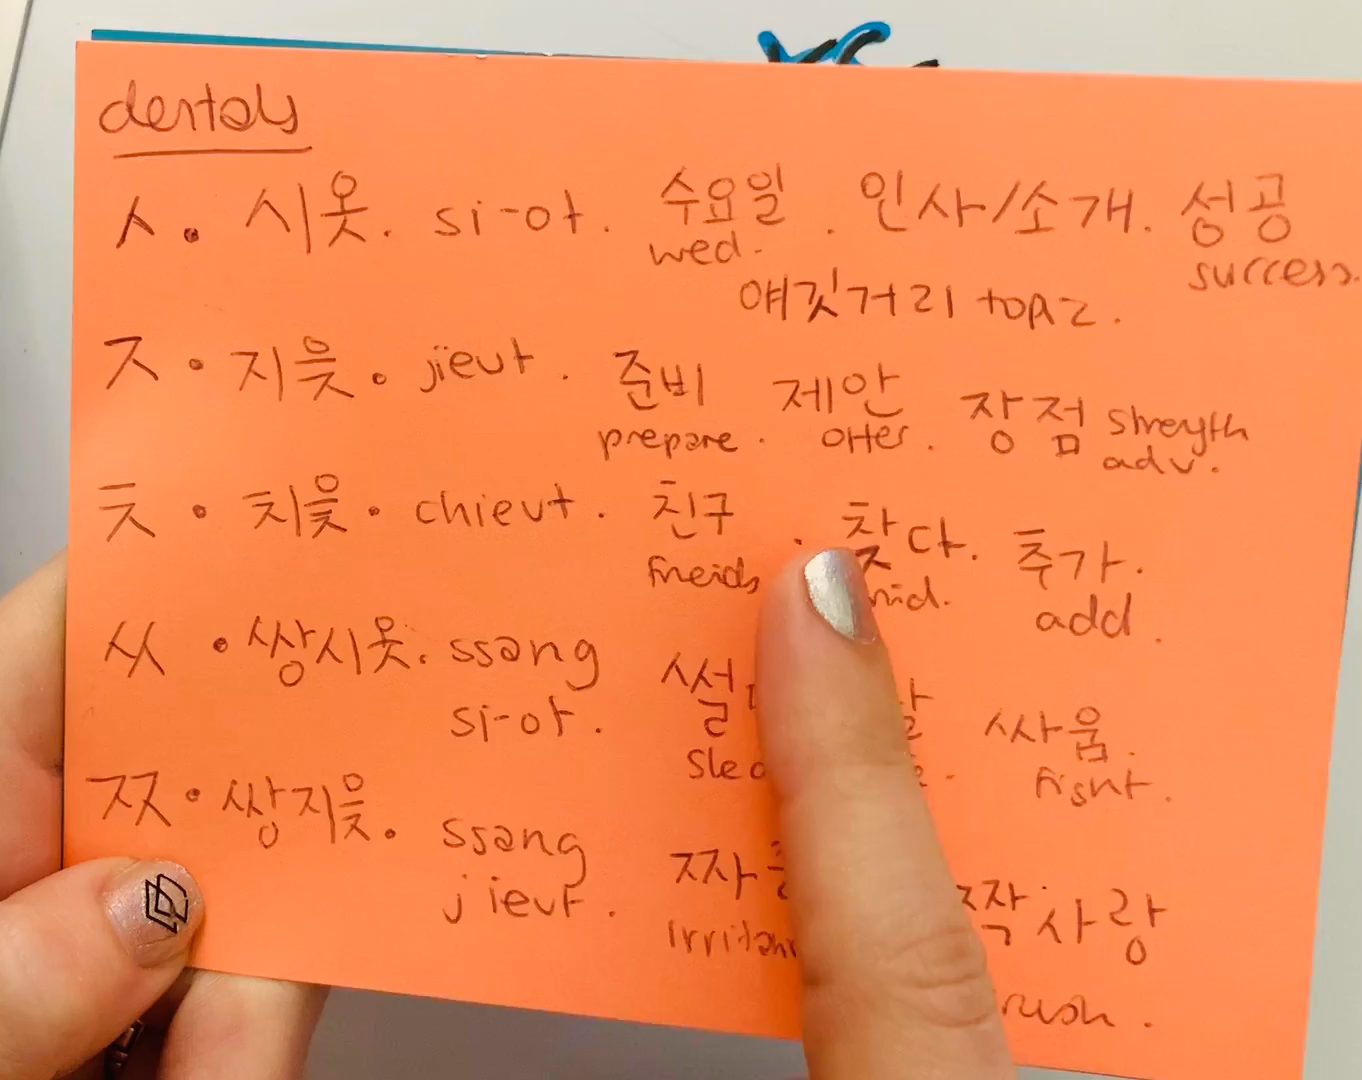 dentals
ㅅ. 시옷. si-ot. 수요일. 인사/소개. 성공
wed. success.
얘깃거리 topic.
ㅈ. 지읒. jieut. 준비 제안 장점 strength
prepare. offer. adv.
ㅊ. 치읓. chieut. 친구. 찾다. 추가.
friends add.
ㅆ. 쌍시옷. ssang 싸움.
si-ot. fight.
ㅉ. 쌍지읒. ssang 짝사랑
jieut.